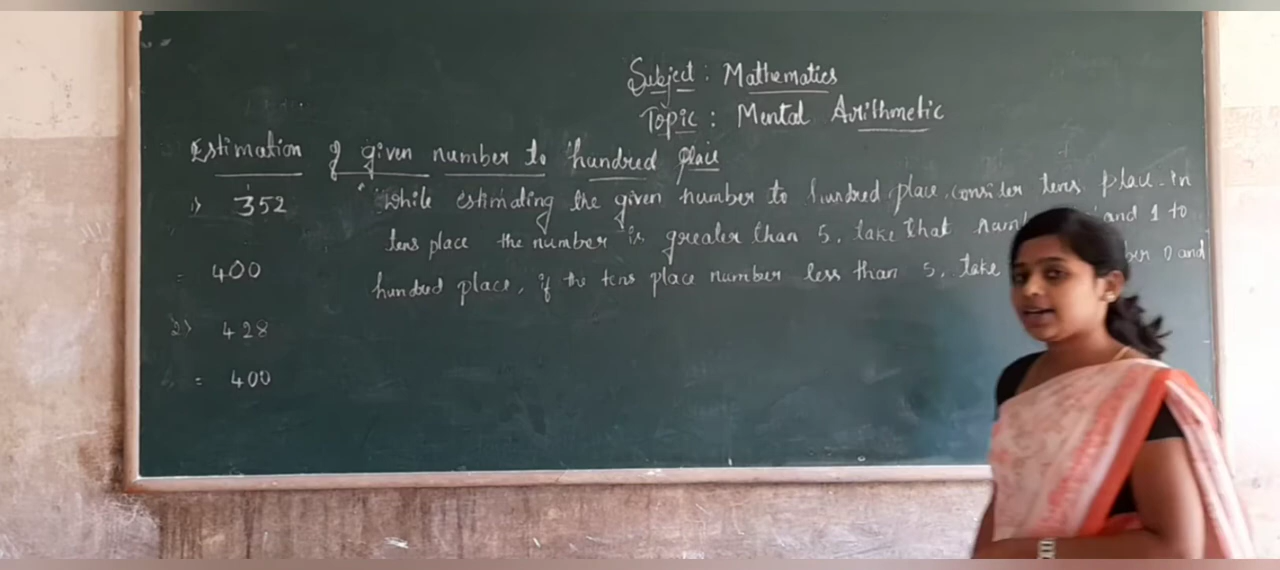 Subject : Mathematics
Topic : Mental Arithmetic
Estimation of given number to hundred place
1) 352
= 400
2) 428
= 400
While estimating the given number to hundred place, consider tens place. In
tens place the number is greater than 5, take that and 1 to
hundred place, if the tens place number less than 5, take 0 and